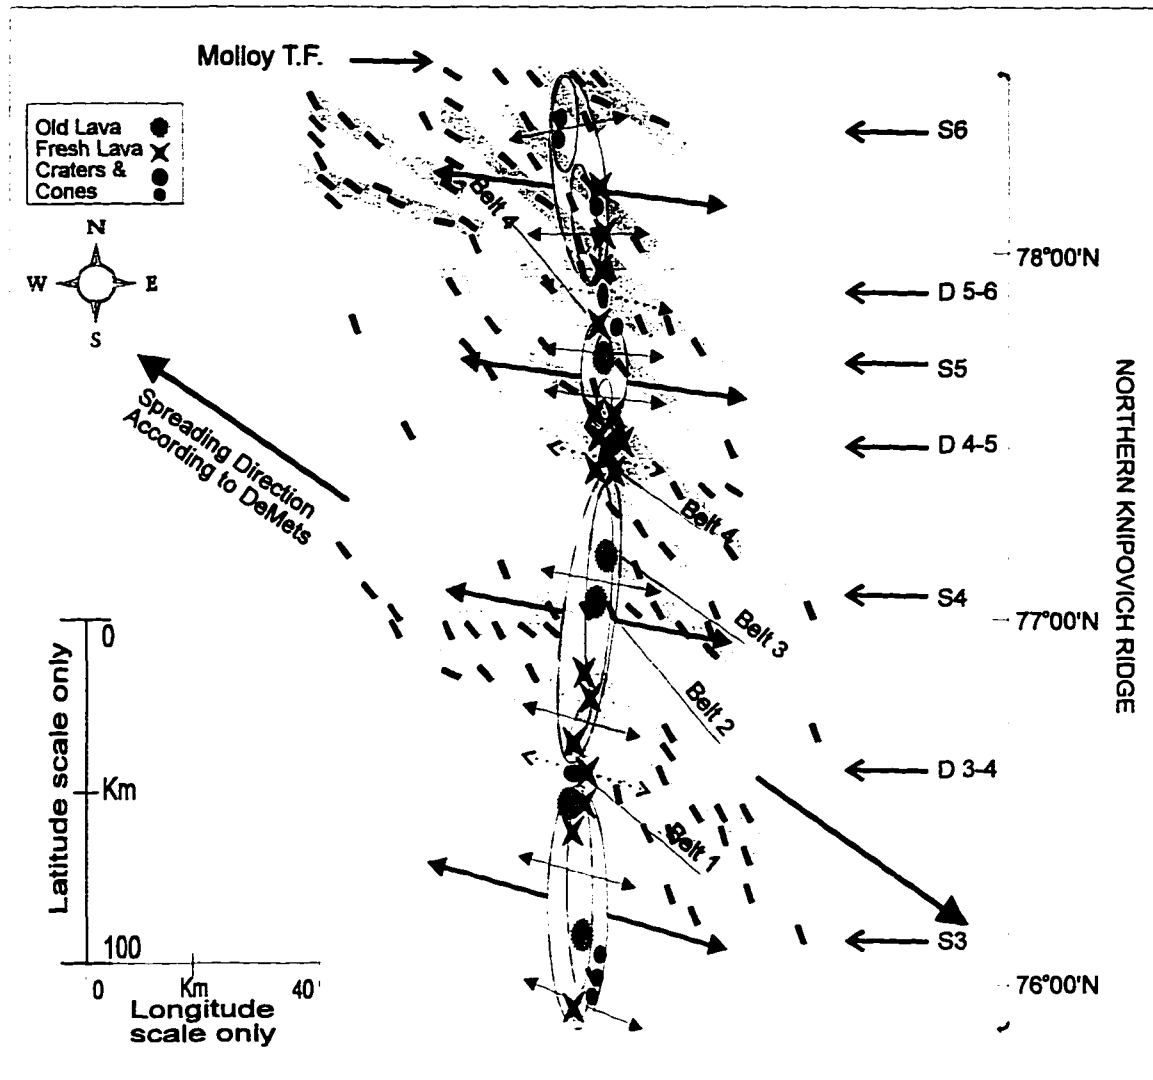 Molloy T.F.
Old Lava
Fresh Lava
Craters &
Cones
N
W
E
S
Spreading Direction
According to DeMets
Belt 4
Belt 4
Belt 3
Belt 2
Belt 1
S6
78°00'N
D 5-6
S5
D 4-5
S4
77°00'N
D 3-4
S3
76°00'N
NORTHERN KNIPOVICH RIDGE
Latitude scale only
0
Km
100
0
Km
40
Longitude
scale only